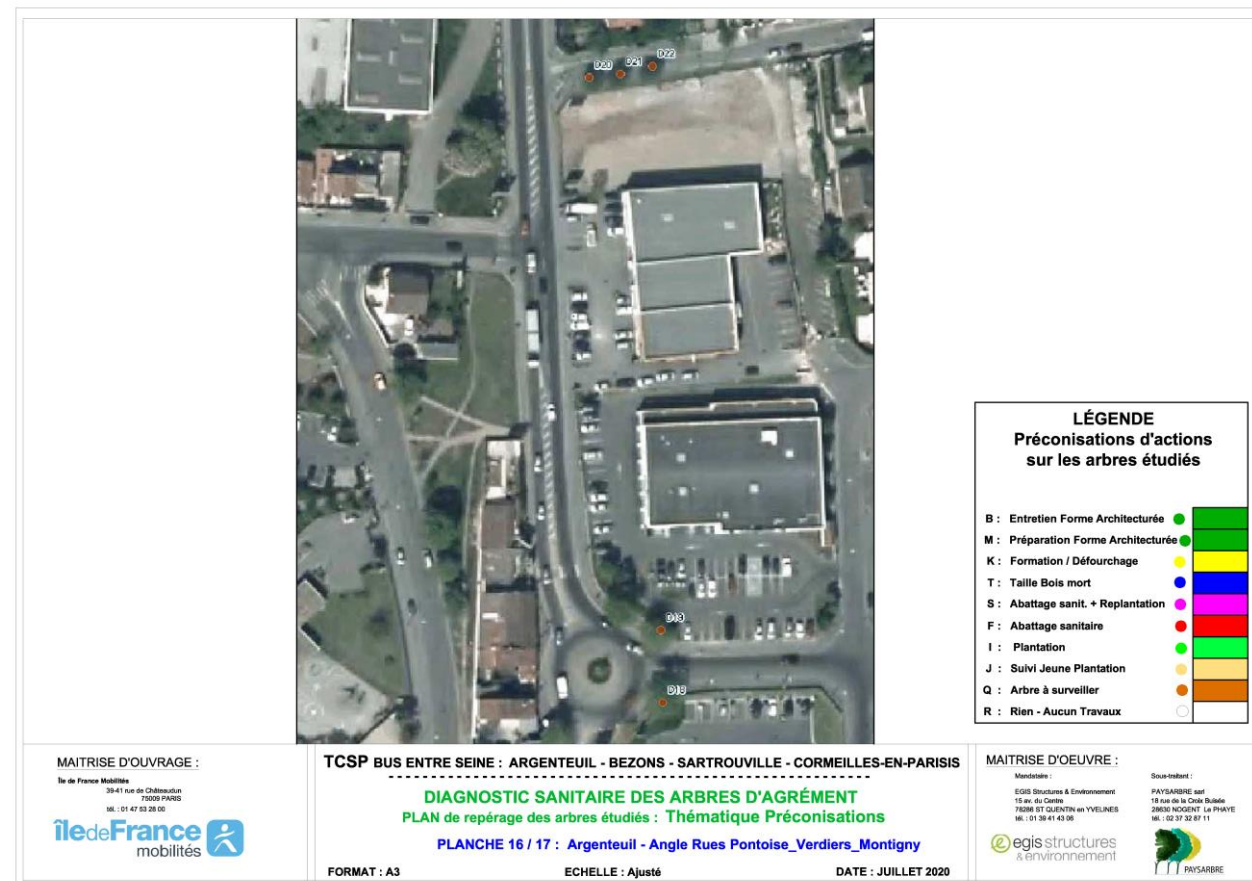 D20
D21
D22
D19
D18
LÉGENDE
Préconisations d'actions
sur les arbres étudiés
B : Entretien Forme Architecturée
M : Préparation Forme Architecturée
K : Formation / Défourchage
T : Taille Bois mort
S : Abattage sanit. + Replantation
F : Abattage sanitaire
I : Plantation
J : Suivi Jeune Plantation
Q : Arbre à surveiller
R : Rien - Aucun Travaux
MAITRISE D'OUVRAGE :
Île de France Mobilités
39-41 rue de Châteaudun
75009 PARIS
tél. : 01 47 53 28 00
îledeFrance
mobilités
TCSP BUS ENTRE SEINE : ARGENTEUIL - BEZONS - SARTROUVILLE - CORMEILLES-EN-PARISIS
DIAGNOSTIC SANITAIRE DES ARBRES D'AGRÉMENT
PLAN de repérage des arbres étudiés : Thématique Préconisations
PLANCHE 16 / 17 : Argenteuil - Angle Rues Pontoise_Verdiers_Montigny
FORMAT : A3 ECHELLE : Ajusté DATE : JUILLET 2020
MAITRISE D'OEUVRE :
Mandataire :
EGIS Structures & Environnement
15 av. du Centre
78286 ST QUENTIN en YVELINES
tél. : 01 39 41 43 06
egis structures
& environnement
Sous-traitant :
PAYSARBRE sarl
18 rue de la Croix Buisée
28630 NOGENT Le PHAYE
tél. : 02 37 32 87 11
PAYSARBRE